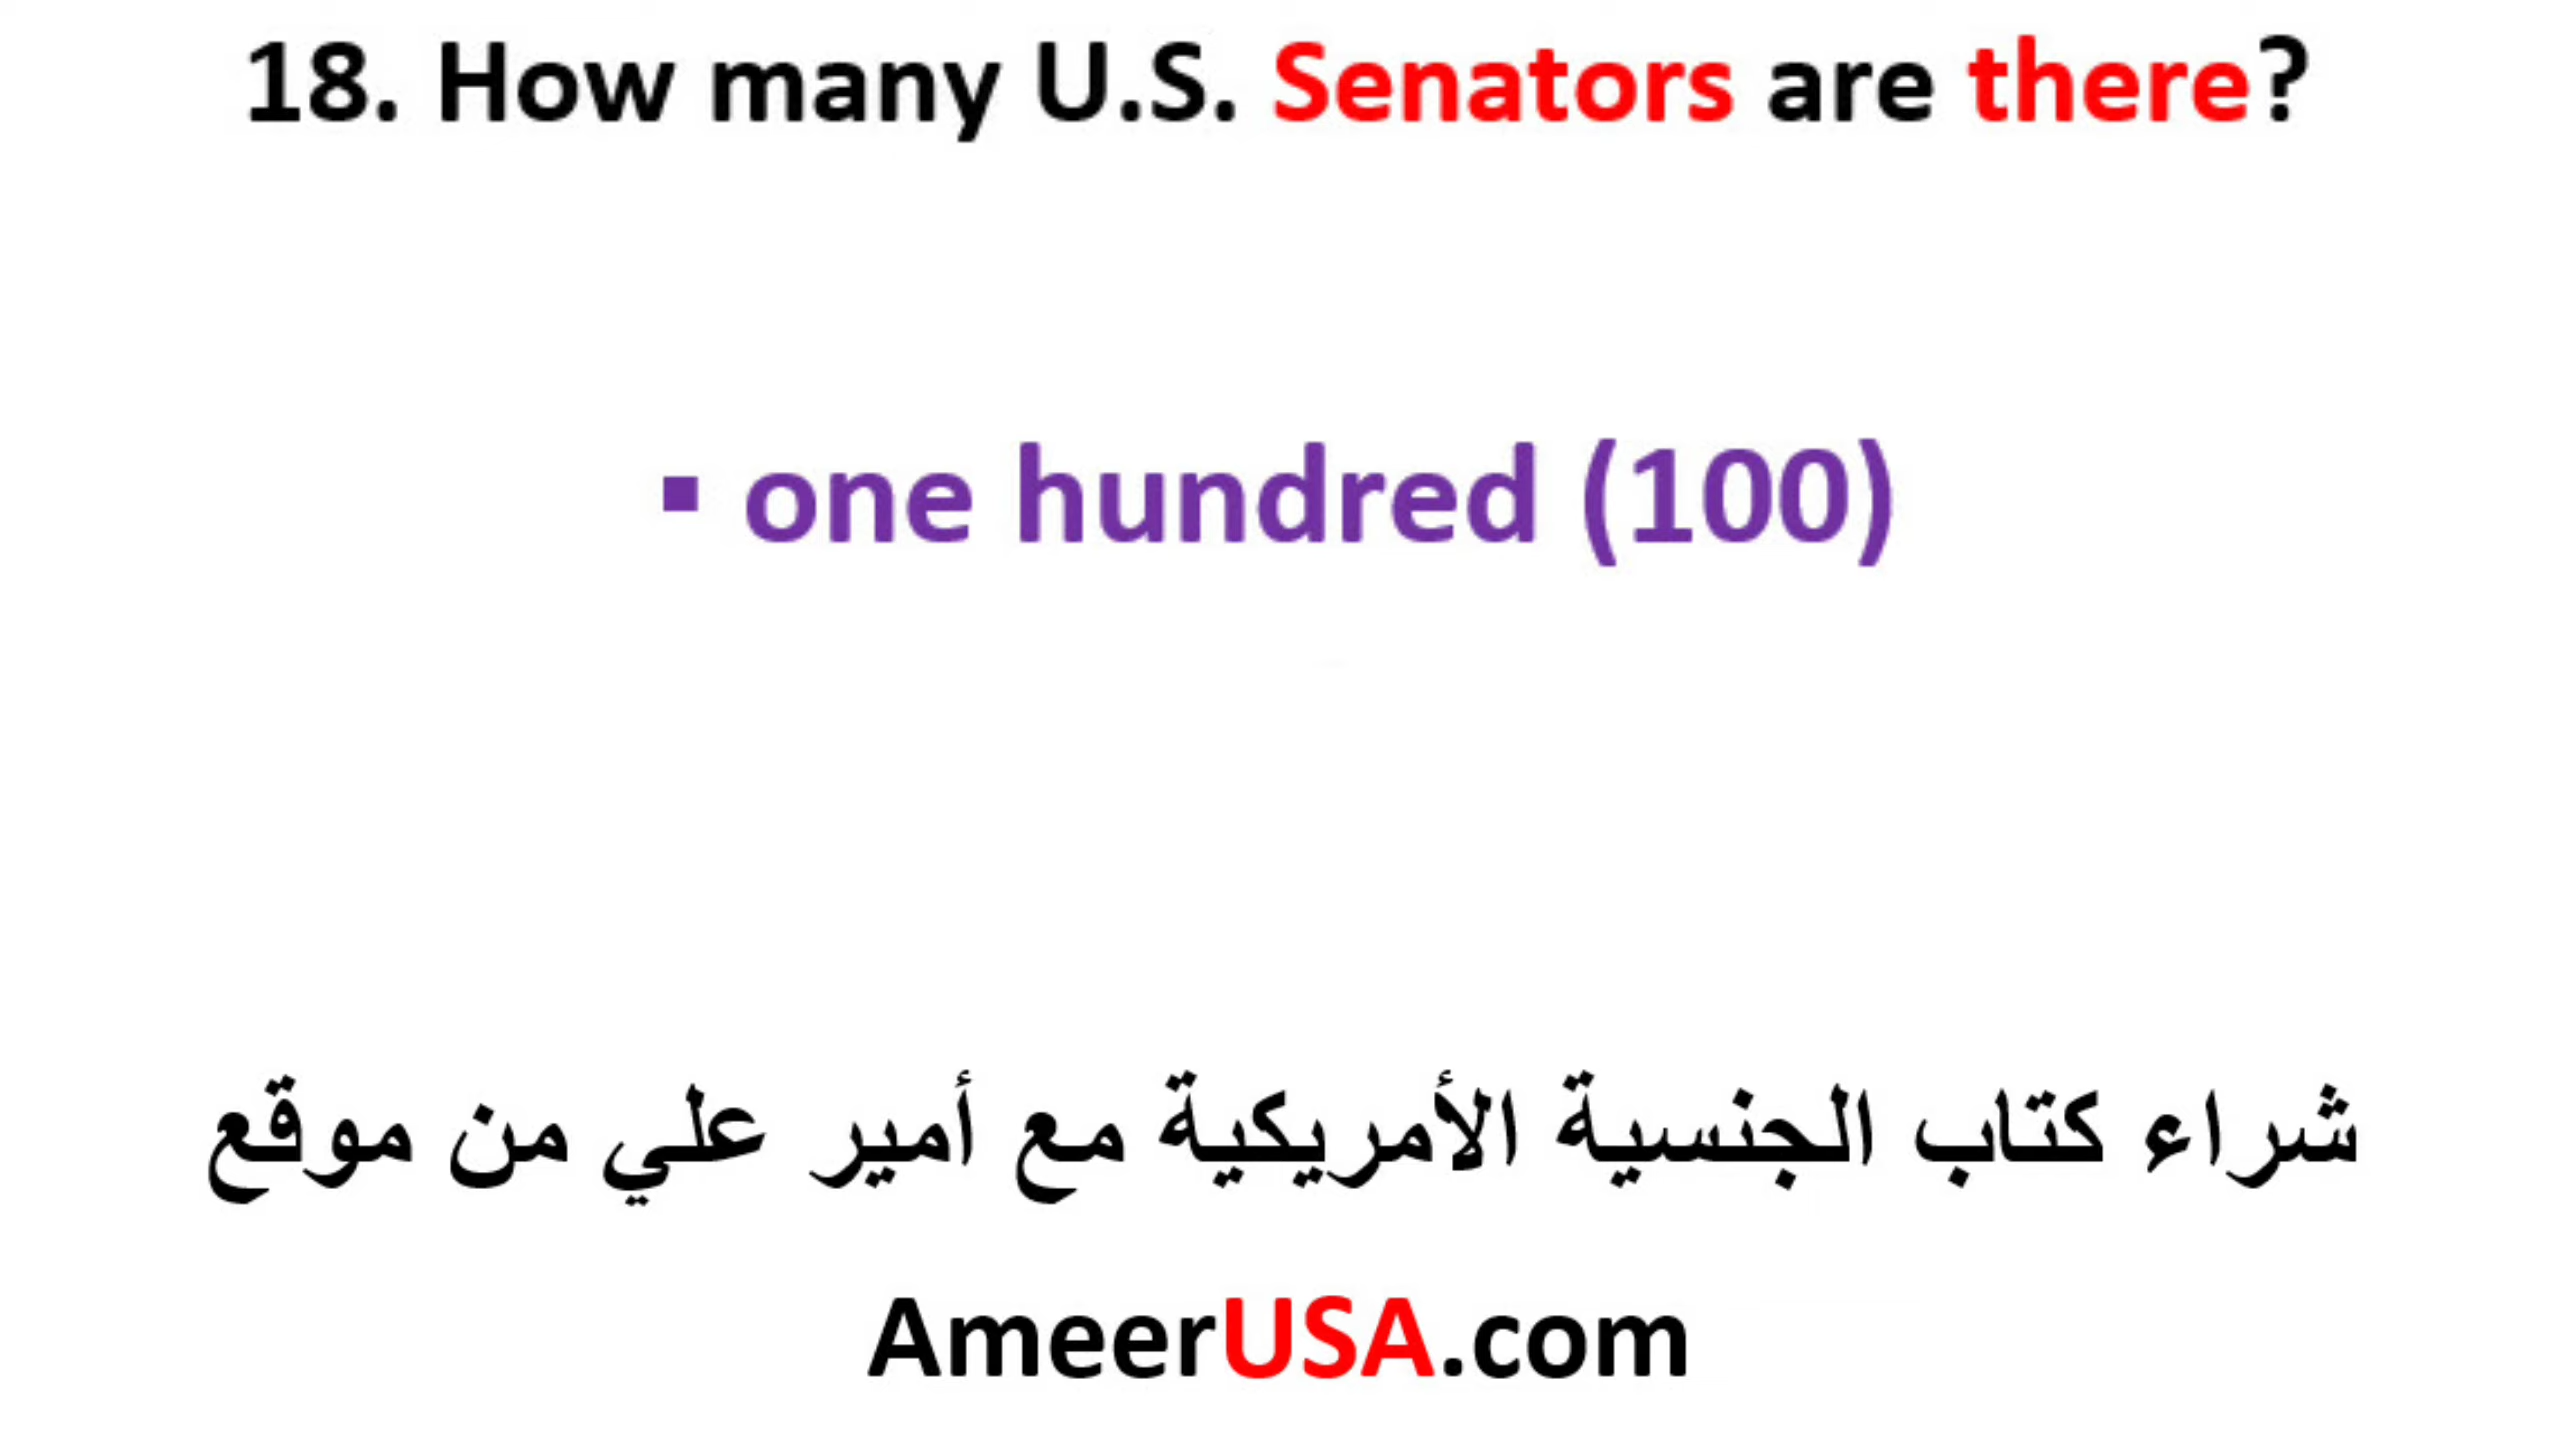 18. How many U.S. Senators are there?
▪ one hundred (100)
شراء كتاب الجنسية الأمريكية مع أمير علي من موقع
AmeerUSA.com